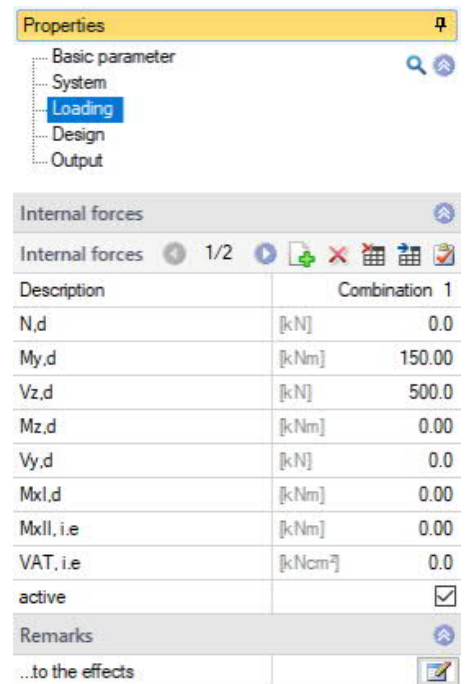 Properties
Basic parameter
System
Loading
Design
Output
Internal forces
Internal forces 1/2
Description Combination 1
N,d [kN] 0.0
My,d [kNm] 150.00
Vz,d [kN] 500.0
Mz,d [kNm] 0.00
Vy,d [kN] 0.0
MxI,d [kNm] 0.00
MxII, i.e [kNm] 0.00
VAT, i.e [kNcm²] 0.0
active
Remarks
...to the effects